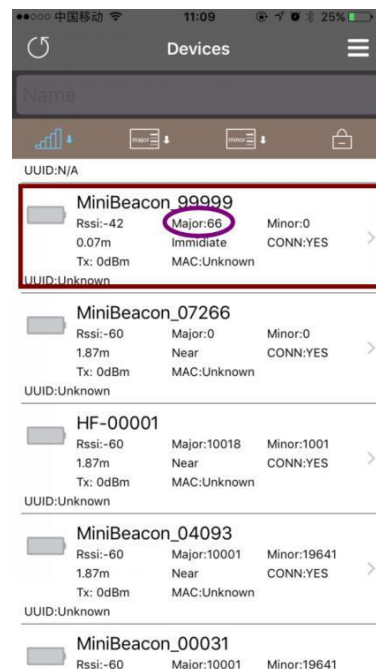 中国移动 11:09 25%
Devices
Name
major minor
UUID:N/A
MiniBeacon_99999
Rssi:-42 Major:66 Minor:0
0.07m Immidiate CONN:YES
Tx: 0dBm MAC:Unknown
UUID:Unknown
MiniBeacon_07266
Rssi:-60 Major:0 Minor:0
1.87m Near CONN:YES
Tx: 0dBm MAC:Unknown
UUID:Unknown
HF-00001
Rssi:-60 Major:10018 Minor:1001
1.87m Near CONN:YES
Tx: 0dBm MAC:Unknown
UUID:Unknown
MiniBeacon_04093
Rssi:-60 Major:10001 Minor:19641
1.87m Near CONN:YES
Tx: 0dBm MAC:Unknown
UUID:Unknown
MiniBeacon_00031
Rssi:-60 Major:10001 Minor:19641